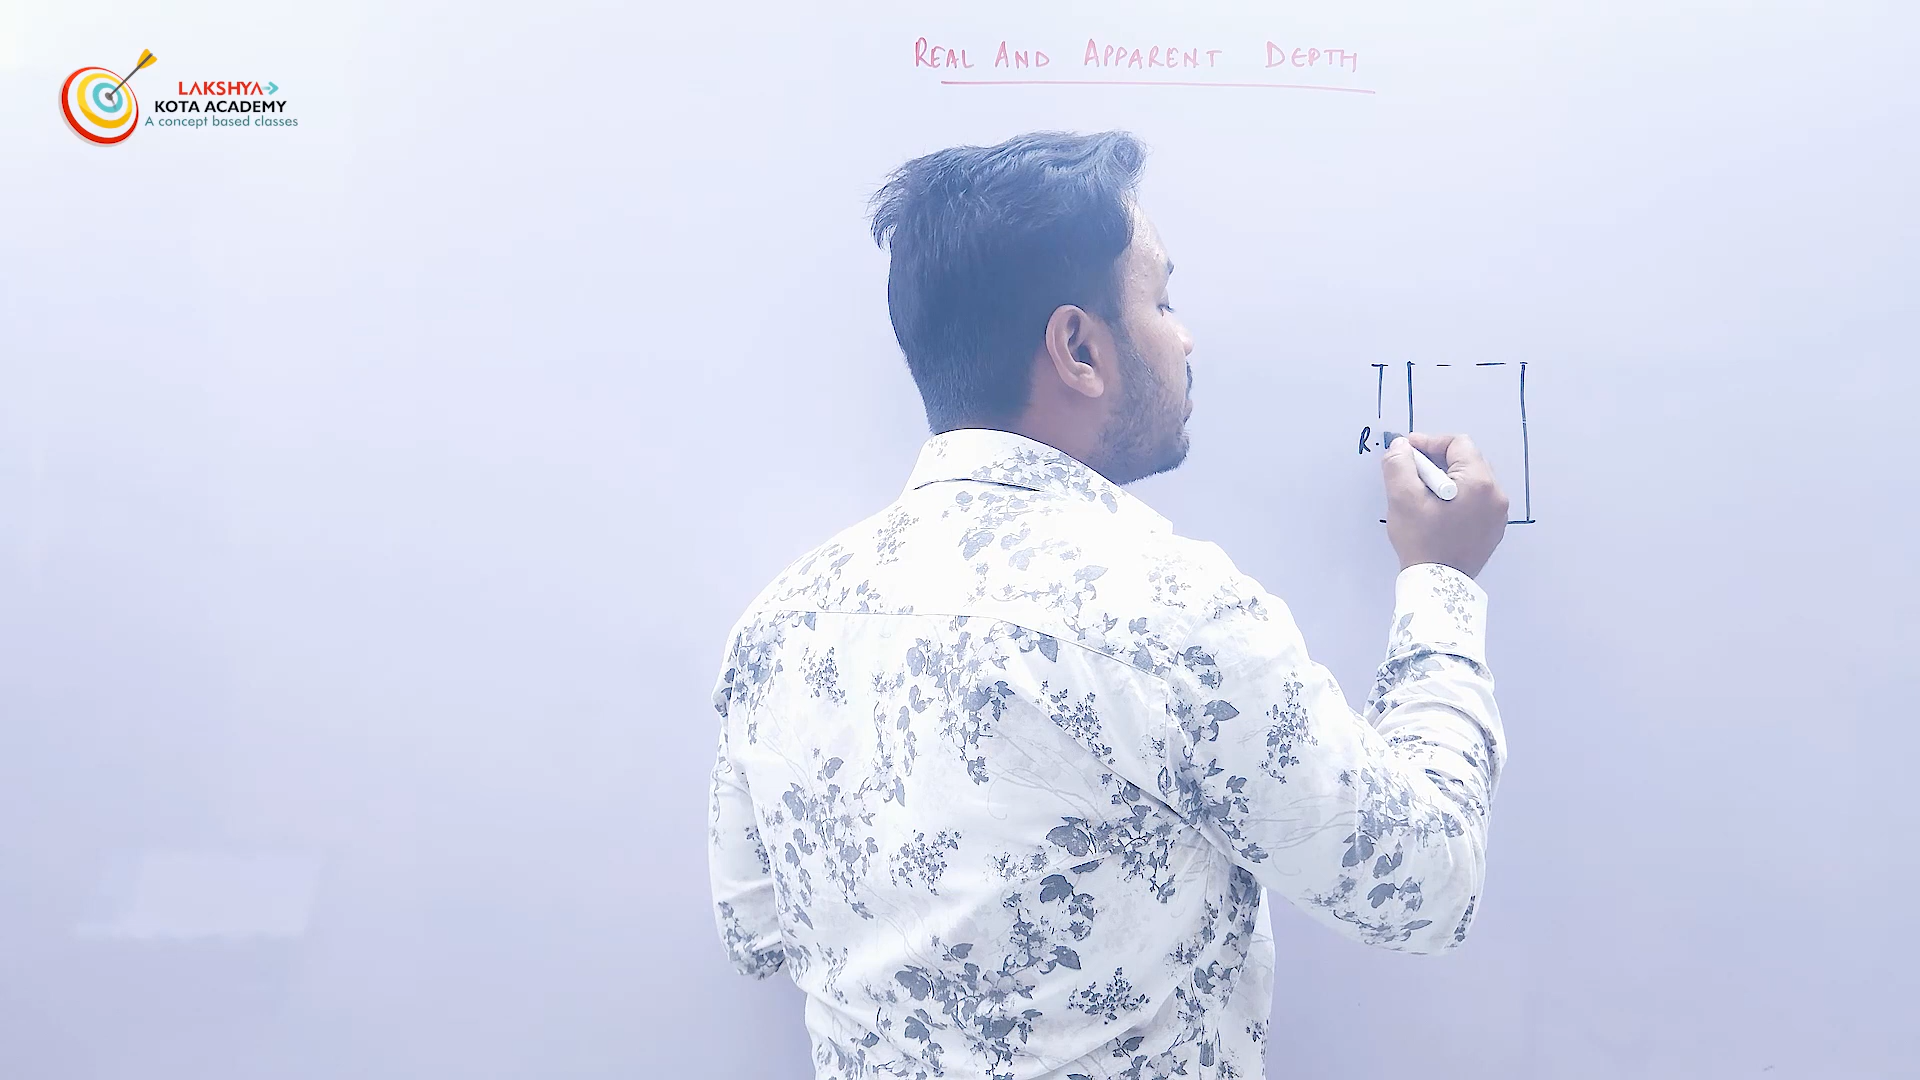 REAL AND APPARENT DEPTH
LAKSHYA
KOTA ACADEMY
A concept based classes
R.